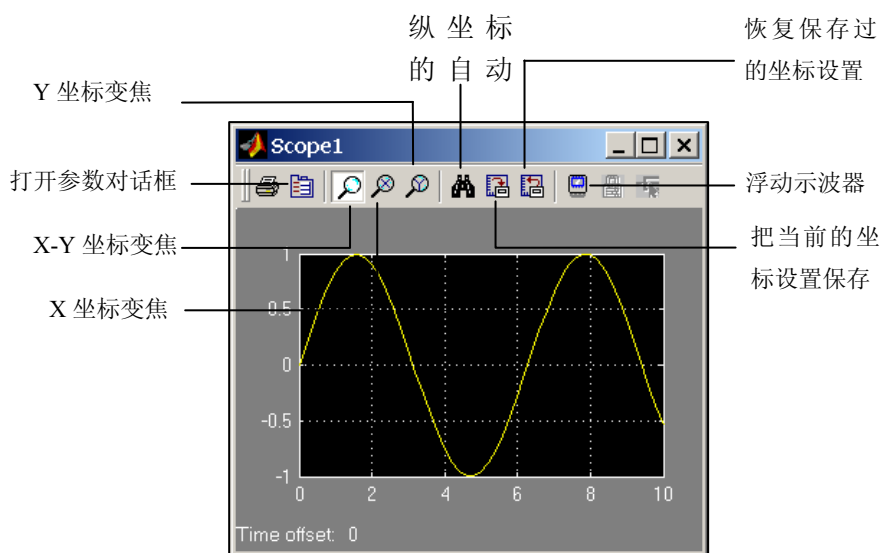 纵坐标
的自动
恢复保存过
的坐标设置
Y 坐标变焦
Scope1
打开参数对话框
浮动示波器
X-Y 坐标变焦
把当前的坐
标设置保存
X 坐标变焦
1
0.5
0
-0.5
-1
0 2 4 6 8 10
Time offset: 0